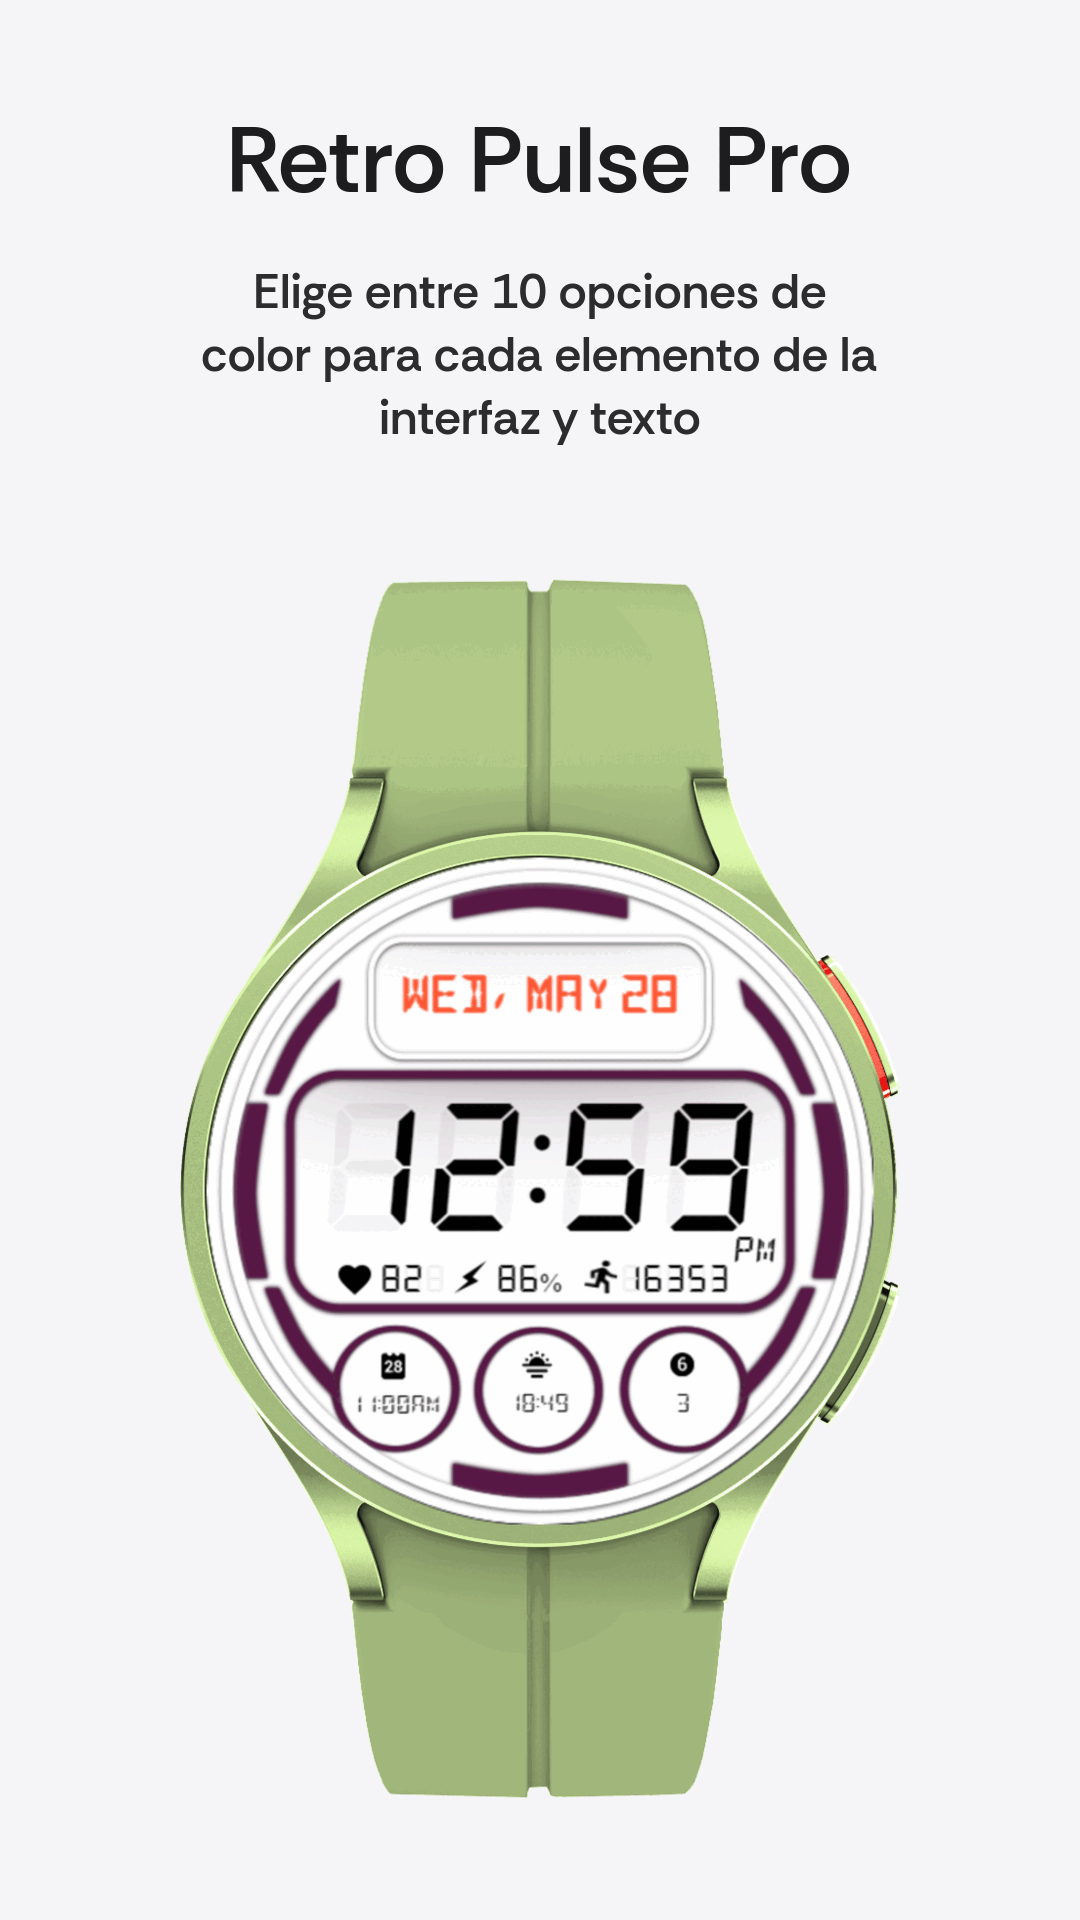 Retro Pulse Pro
Elige entre 10 opciones de
color para cada elemento de la
interfaz y texto
WED, MAY 28
12:59
PM
82 86% 16353
28 6
11:00AM 18:49 3